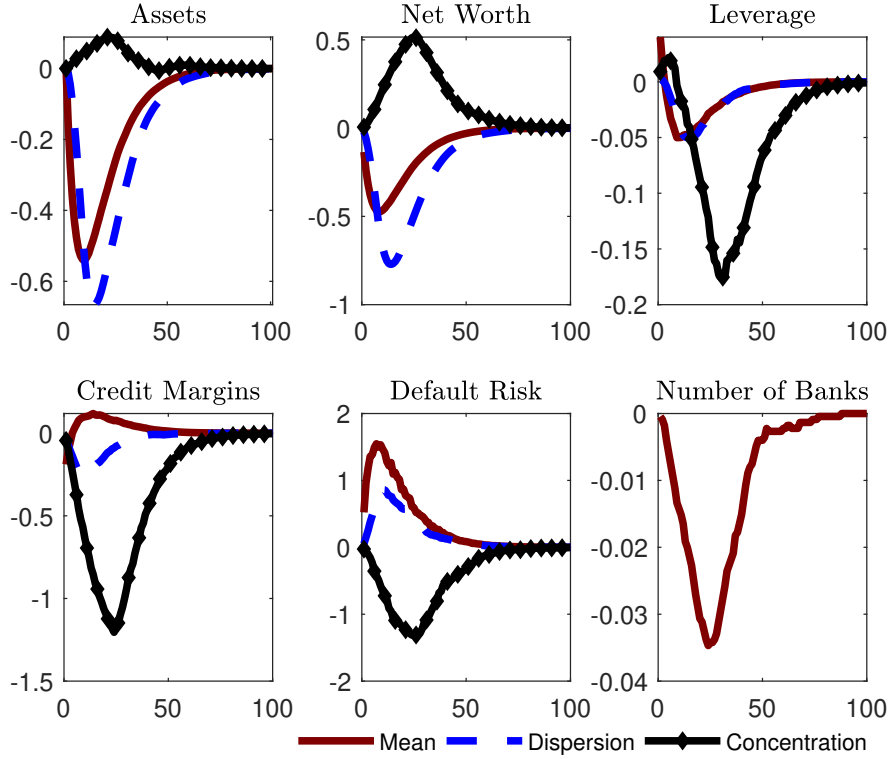 Assets
Net Worth
Leverage
0
-0.2
-0.4
-0.6
0 50 100
0.5
0
-0.5
-1
0 50 100
0
-0.05
-0.1
-0.15
-0.2
0 50 100
Credit Margins
Default Risk
Number of Banks
0
-0.5
-1
-1.5
0 50 100
2
1
0
-1
-2
0 50 100
0
-0.01
-0.02
-0.03
-0.04
0 50 100
Mean Dispersion Concentration